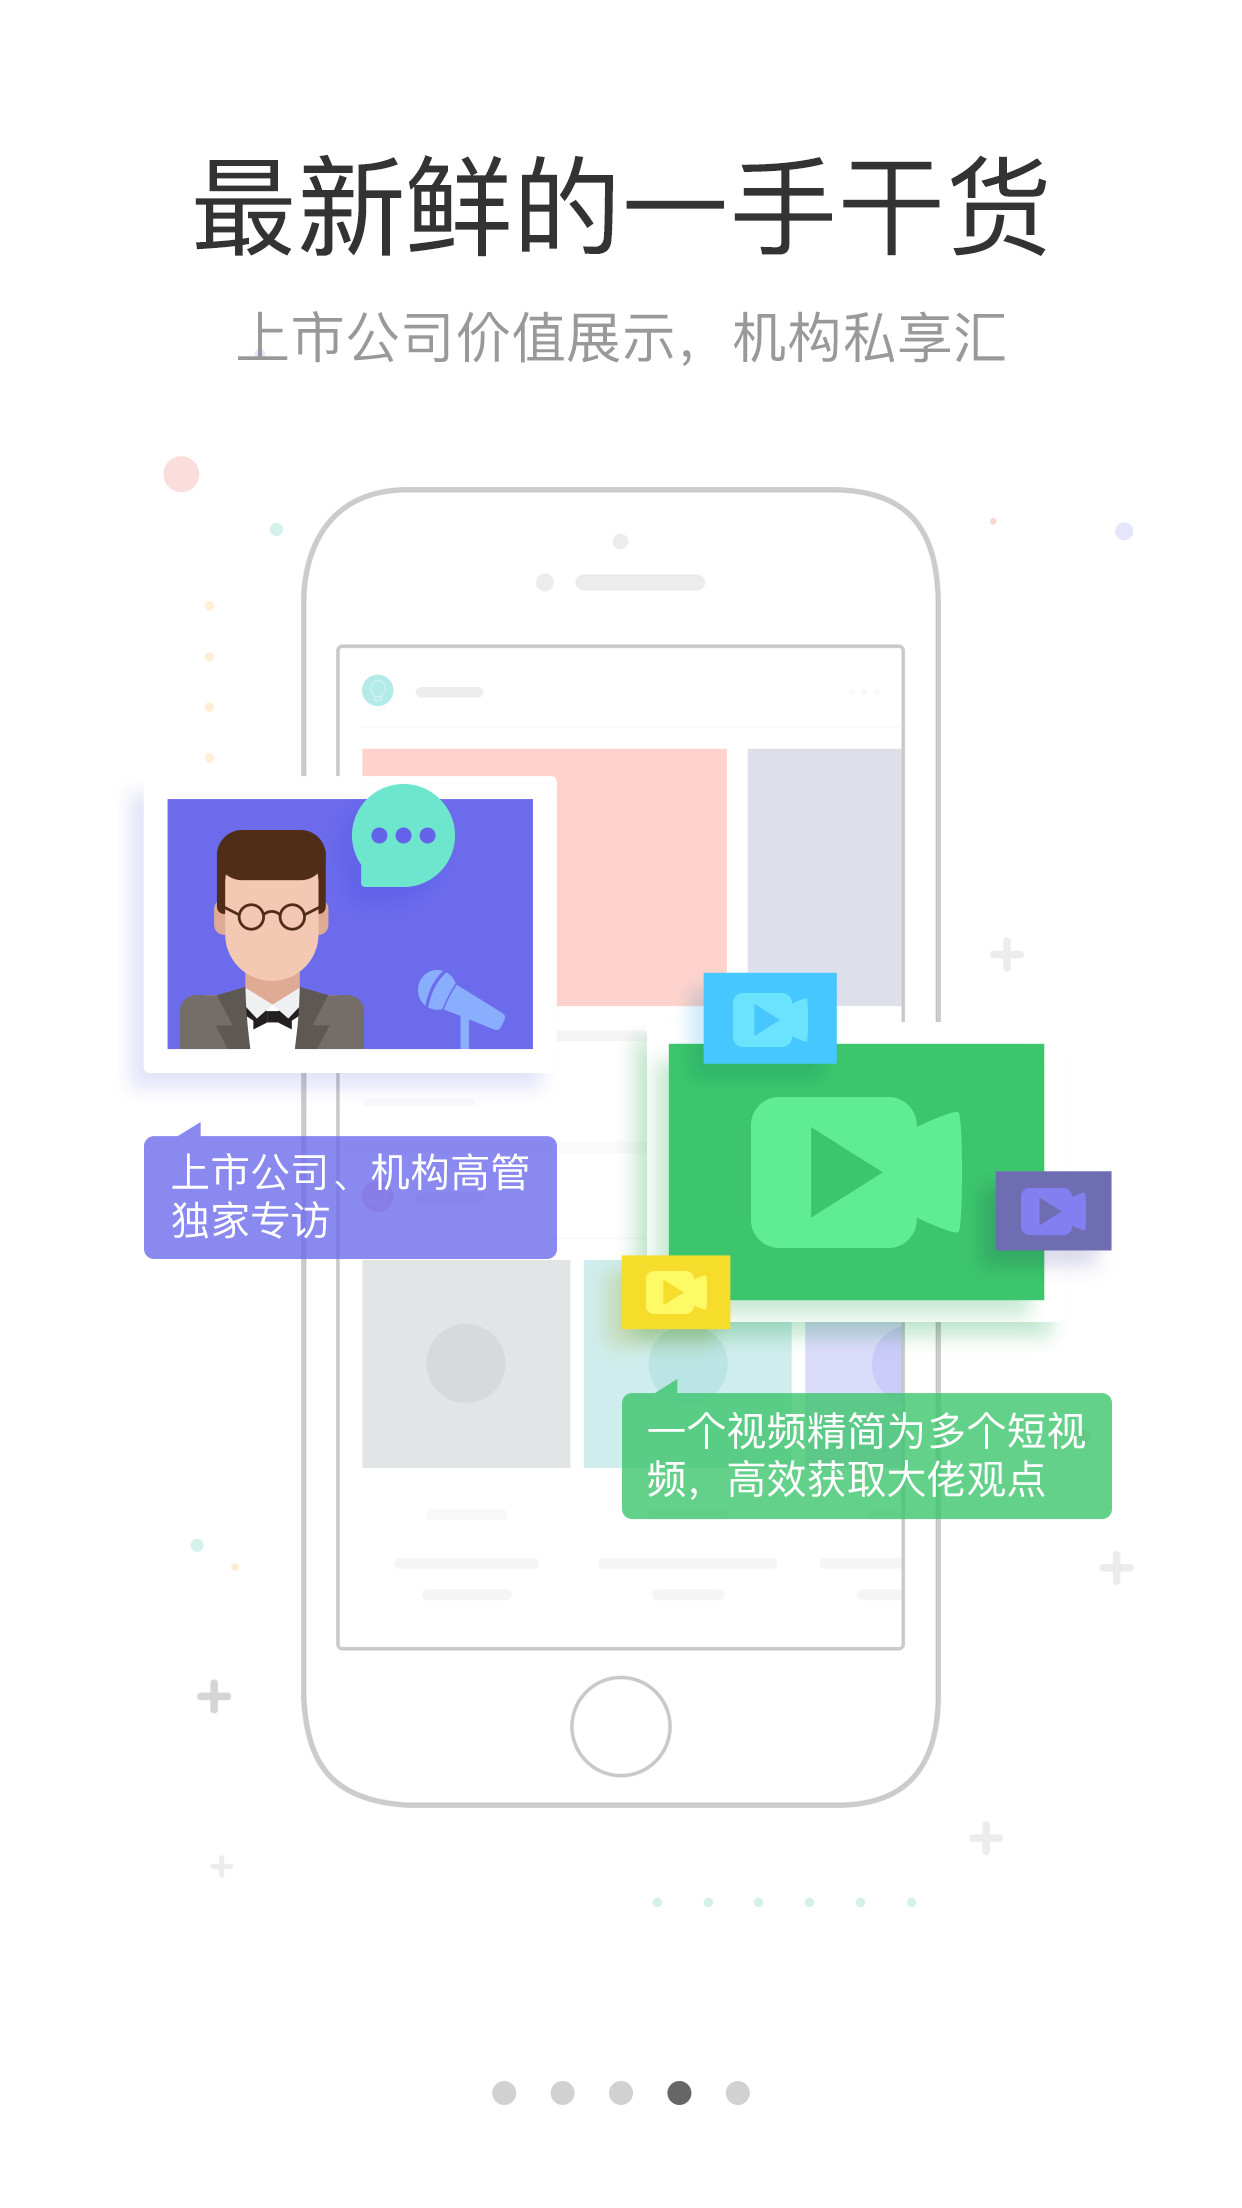 最新鲜的一手干货
上市公司价值展示，机构私享汇
上市公司、机构高管
独家专访
一个视频精简为多个短视
频，高效获取大佬观点